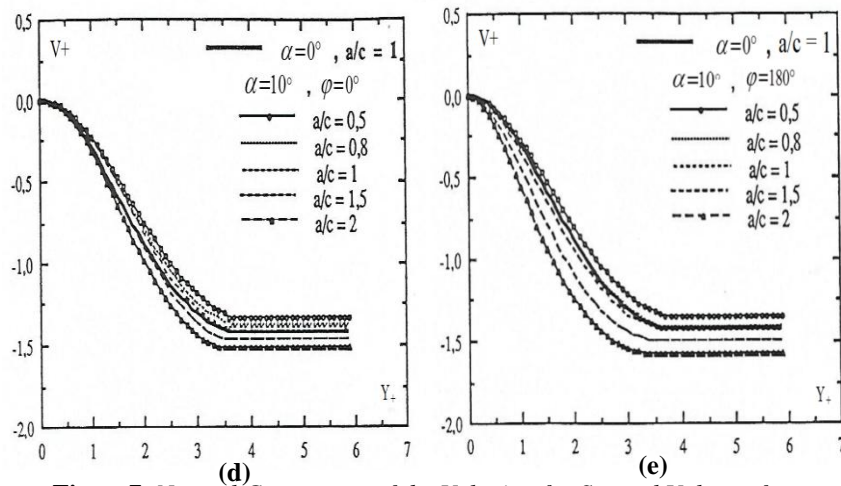 0,5
V+
α=0° , a/c = 1
α=10° , φ=0°
a/c = 0,5
a/c = 0,8
a/c = 1
a/c = 1,5
a/c = 2
0,0
-0,5
-1,0
-1,5
-2,0
Y+
0 1 2 3 4 5 6 7
(d)
0,5
V+
α=0° , a/c = 1
α=10° , φ=180°
a/c = 0,5
a/c = 0,8
a/c = 1
a/c = 1,5
a/c = 2
0,0
-0,5
-1,0
-1,5
-2,0
Y+
0 1 2 3 4 5 6 7
(e)